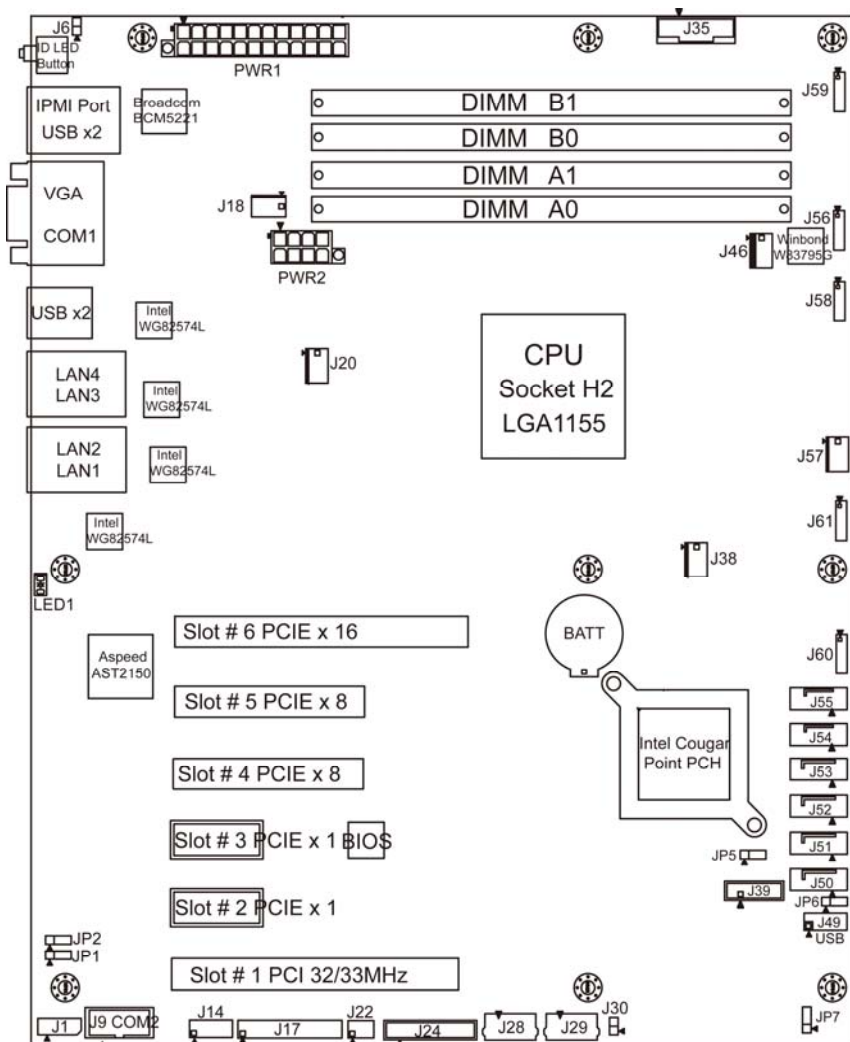 J6
J35
ID LED
Button
PWR1
J59
IPMI Port
USB x2
Broadcom
BCM5221
DIMM B1
DIMM B0
DIMM A1
DIMM A0
VGA
COM1
J18
PWR2
J56
J46
Winbond
W83795G
J58
USB x2
Intel
WG82574L
J20
CPU
Socket H2
LGA1155
LAN4
LAN3
Intel
WG82574L
LAN2
LAN1
Intel
WG82574L
J57
J61
Intel
WG82574L
J38
LED1
Slot # 6 PCIE x 16
BATT
J60
Aspeed
AST2150
Slot # 5 PCIE x 8
J55
Intel Cougar
Point PCH
J54
Slot # 4 PCIE x 8
J53
J52
Slot # 3 PCIE x 1
BIOS
J51
JP5
J50
J39
JP6
Slot # 2 PCIE x 1
J49
USB
JP2
JP1
Slot # 1 PCI 32/33MHz
J1
J9 COM2
J14
J17
J22
J24
J28
J29
J30
JP7